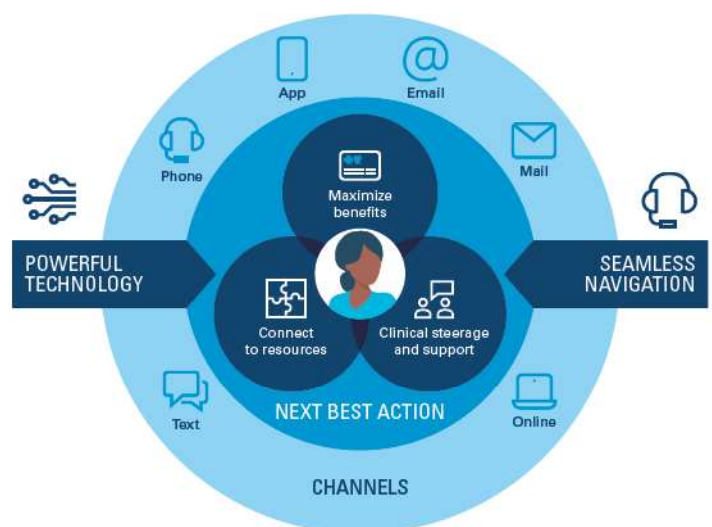 App
Email
Phone
Mail
Maximize
benefits
POWERFUL
TECHNOLOGY
SEAMLESS
NAVIGATION
Connect
to resources
Clinical steerage
and support
Text
NEXT BEST ACTION
Online
CHANNELS